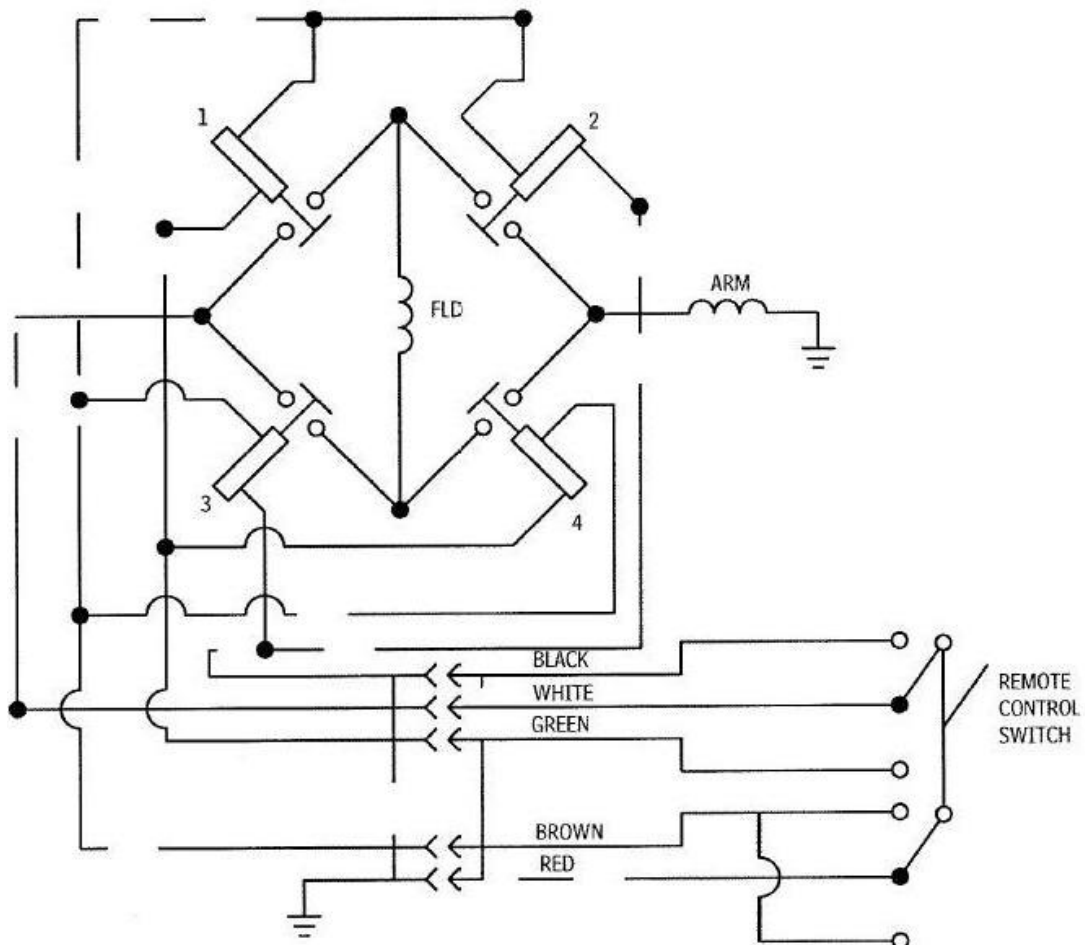 1
2
ARM
FLD
3
4
BLACK
WHITE
GREEN
REMOTE
CONTROL
SWITCH
BROWN
RED